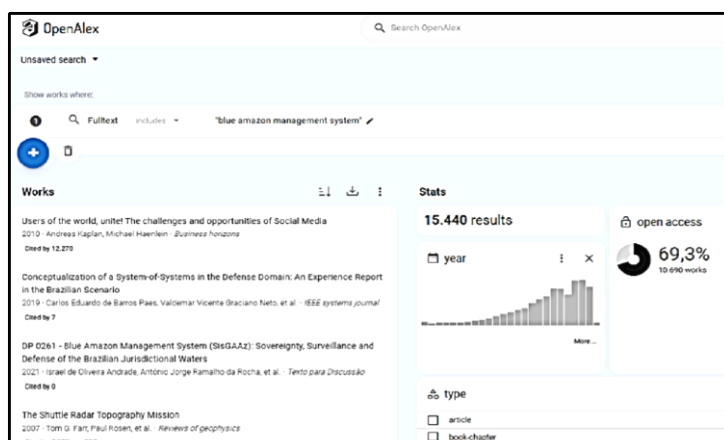 OpenAlex
Search OpenAlex
Unsaved search
Show works where:
1 Fulltext includes "blue amazon management system"
Works
Users of the world, unite! The challenges and opportunities of Social Media
2010 · Andreas Kaplan, Michael Haenlein · Business horizons
Cited by 12.270
Conceptualization of a System-of-Systems in the Defense Domain: An Experience Report
in the Brazilian Scenario
2019 · Carlos Eduardo de Barros Paes, Valdemar Vicente Graciano Neto, et al. · IEEE systems journal
Cited by 7
DP 0261 - Blue Amazon Management System (SisGAAz): Sovereignty, Surveillance and
Defense of the Brazilian Jurisdictional Waters
2021 · Israel de Oliveira Andrade, Antônio Jorge Ramalho da Rocha, et al. · Texto para Discussão
Cited by 0
The Shuttle Radar Topography Mission
2007 · Tom G. Farr, Paul Rosen, et al. · Reviews of geophysics
Stats
15.440 results
year
More...
open access
69,3%
10.690 works
type
article
book-chapter